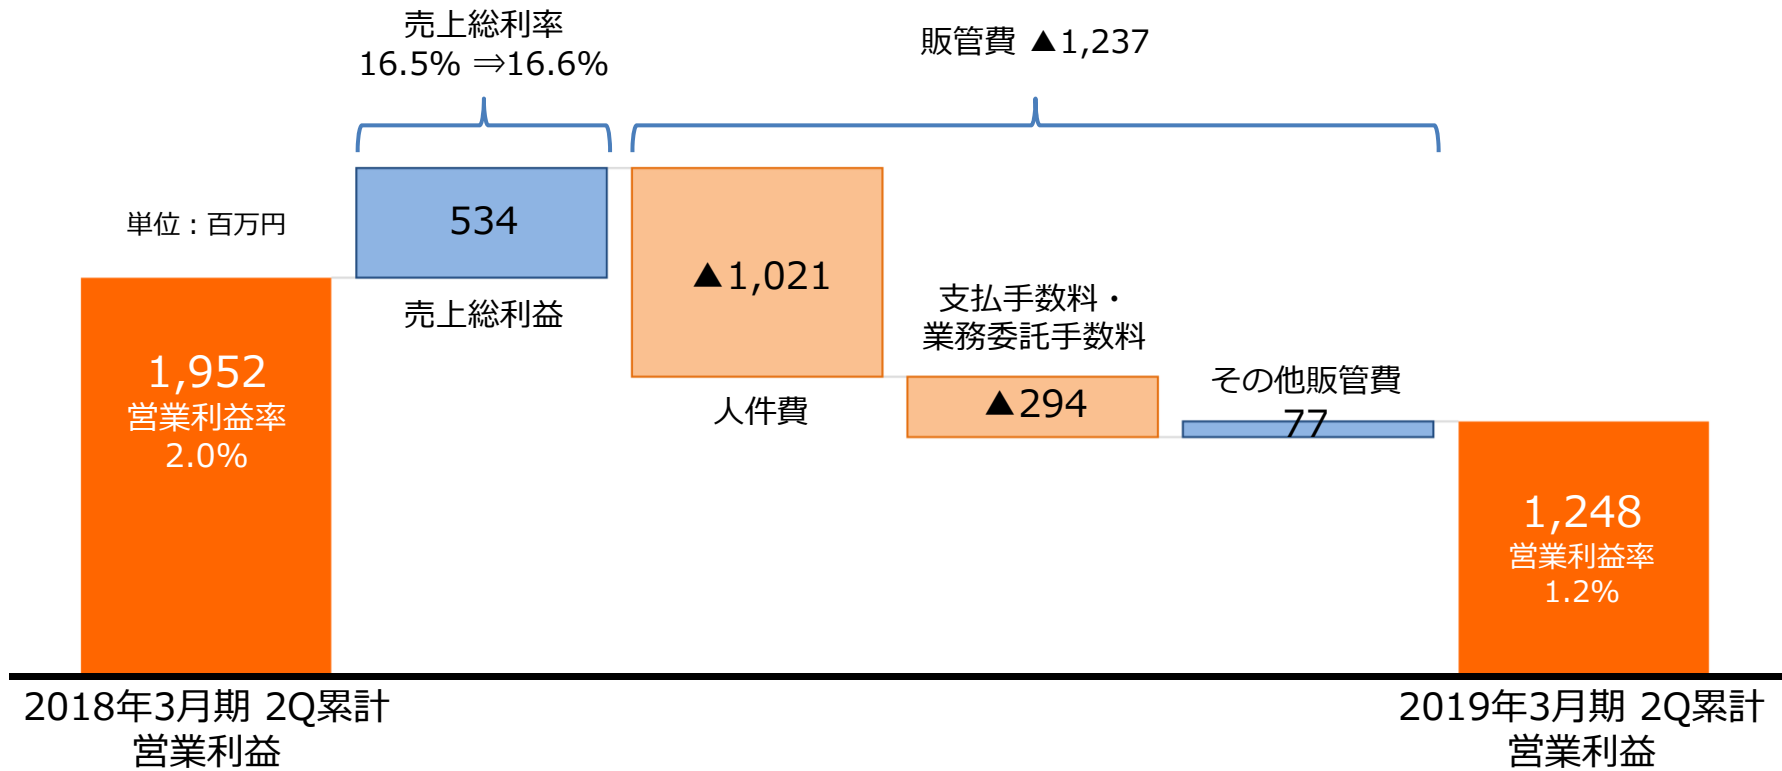 売上総利率
16.5% ⇒16.6%
販管費 ▲1,237
単位：百万円
534
売上総利益
▲1,021
人件費
支払手数料・
業務委託手数料
▲294
その他販管費
77
1,952
営業利益率
2.0%
1,248
営業利益率
1.2%
2018年3月期 2Q累計
営業利益
2019年3月期 2Q累計
営業利益